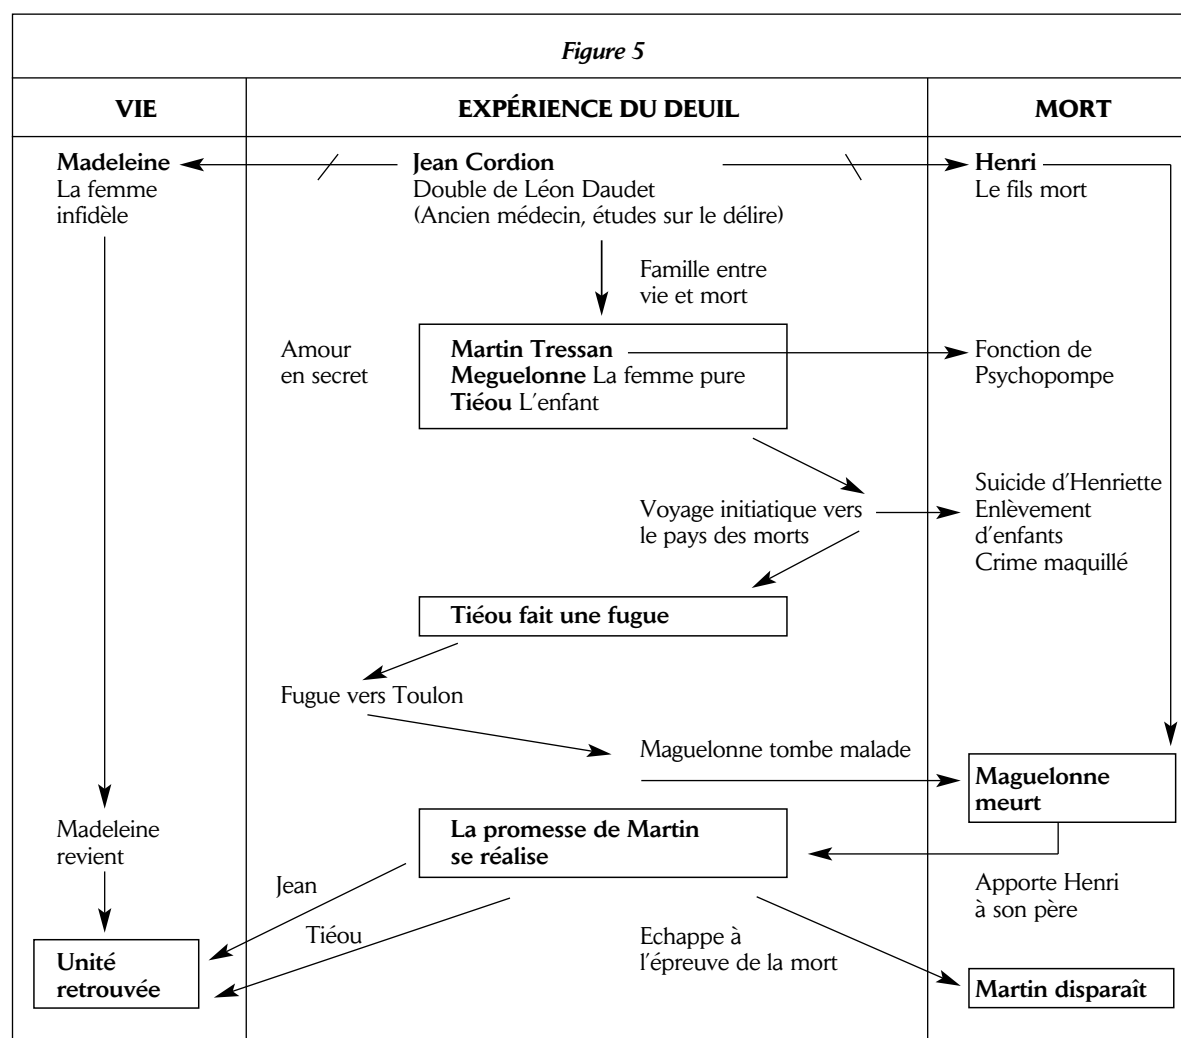 Figure 5
VIE
EXPÉRIENCE DU DEUIL
MORT
Madeleine
La femme
infidèle
Jean Cordion
Double de Léon Daudet
(Ancien médecin, études sur le délire)
Henri
Le fils mort
Famille entre
vie et mort
Amour
en secret
Martin Tressan
Meguelonne La femme pure
Tiéou L'enfant
Fonction de
Psychopompe
Voyage initiatique vers
le pays des morts
Suicide d'Henriette
Enlèvement
d'enfants
Crime maquillé
Tiéou fait une fugue
Fugue vers Toulon
Maguelonne tombe malade
Maguelonne
meurt
Madeleine
revient
La promesse de Martin
se réalise
Jean
Tiéou
Apporte Henri
à son père
Echappe à
l'épreuve de la mort
Unité
retrouvée
Martin disparaît